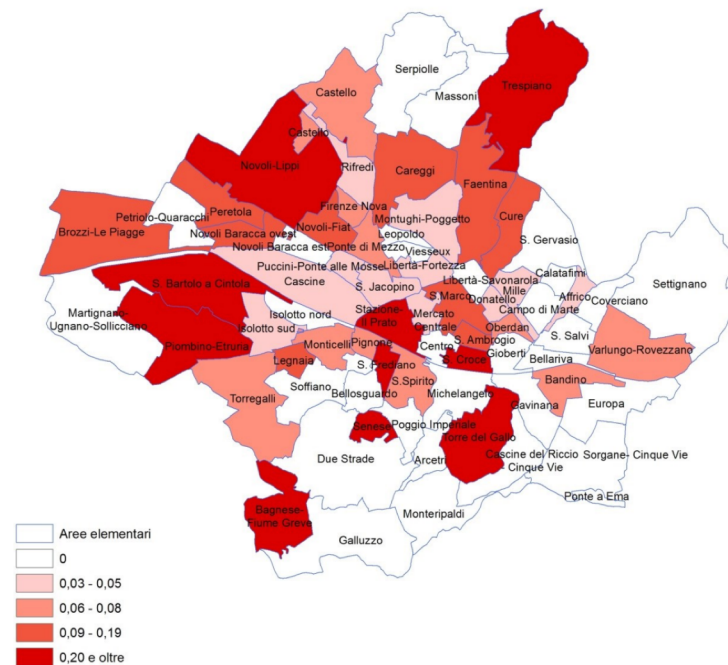 Serpiolle
Trespiano
Massoni
Castello
Castello
Novoli-Lippi
Rifredi
Careggi
Faentina
Firenze Nova
Peretola
Petriolo-Quaracchi
Montughi-Poggetto
Cure
Brozzi-Le Piagge
Novoli-Fiat
Novoli Baracca ovest
Leopoldo
S. Gervasio
Novoli Baracca est
Ponte di Mezzo
Viesseux
Settignano
Puccini-Ponte alle Mosse
Libertà-Fortezza
Calatafimi
Cascine
S. Jacopino
Libertà-Savonarola
Mille
S. Bartolo a Cintola
S.Marco
Donatello
Affrico
Coverciano
Martignano-
Ugnano-Sollicciano
Isolotto nord
Stazione-
Il Prato
Mercato
Centrale
Campo di Marte
Isolotto sud
Oberdan
S. Salvi
Piombino-Etruria
Monticelli
Pignone
Centro
S. Ambrogio
Gioberti
Varlungo-Rovezzano
Legnaia
S. Frediano
S. Croce
Bellariva
Soffiano
Bellosguardo
S.Spirito
Michelangelo
Bandino
Torregalli
Gavinana
Europa
Senese
Poggio Imperiale
Torre del Gallo
Due Strade
Arcetri
Cascine del Riccio
- Cinque Vie
Sorgane- Cinque Vie
Bagnese-
Fiume Greve
Monteripaldi
Ponte a Ema
Galluzzo
Aree elementari
0
0,03 - 0,05
0,06 - 0,08
0,09 - 0,19
0,20 e oltre